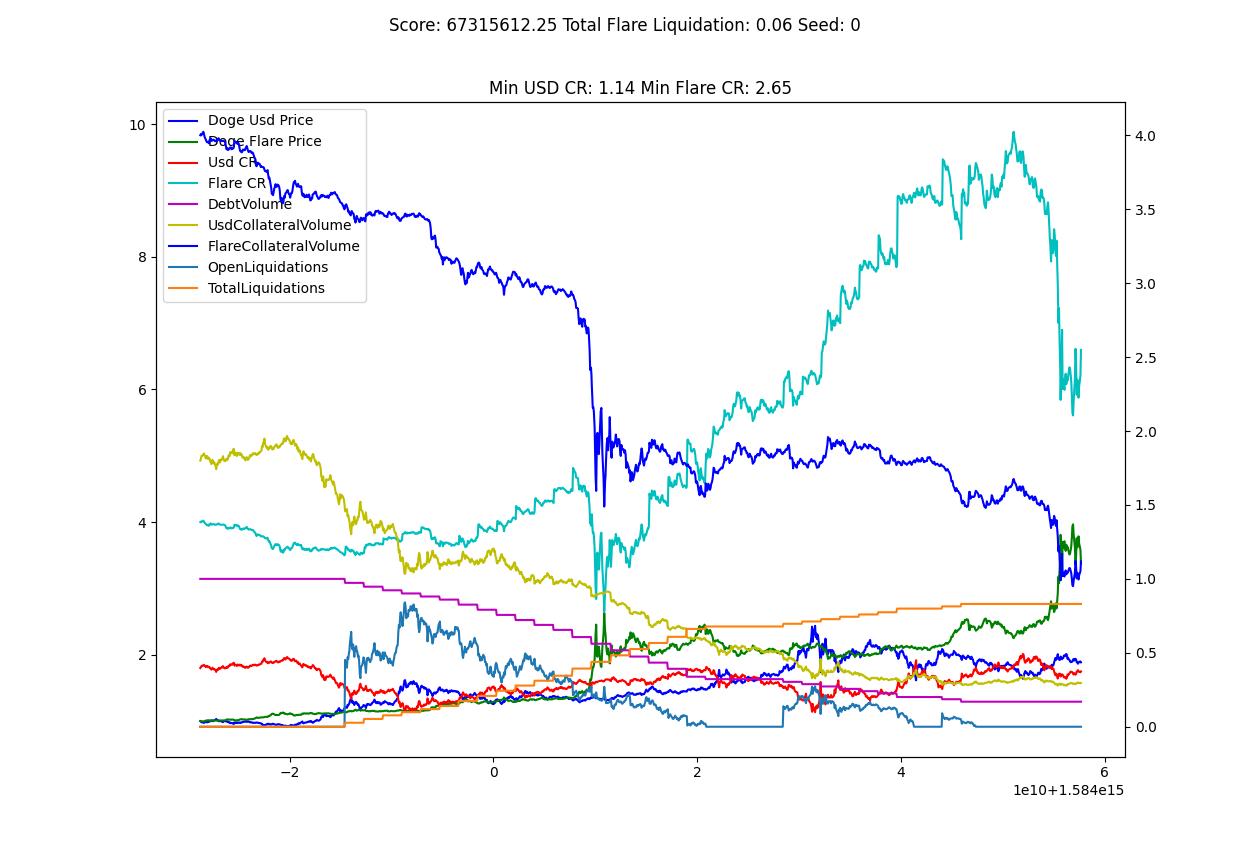 Score: 67315612.25 Total Flare Liquidation: 0.06 Seed: 0
Min USD CR: 1.14 Min Flare CR: 2.65
Doge Usd Price
Doge Flare Price
Usd CR
Flare CR
DebtVolume
UsdCollateralVolume
FlareCollateralVolume
OpenLiquidations
TotalLiquidations
10
8
6
4
2
4.0
3.5
3.0
2.5
2.0
1.5
1.0
0.5
0.0
−2
0
2
4
6
1e10+1.584e15